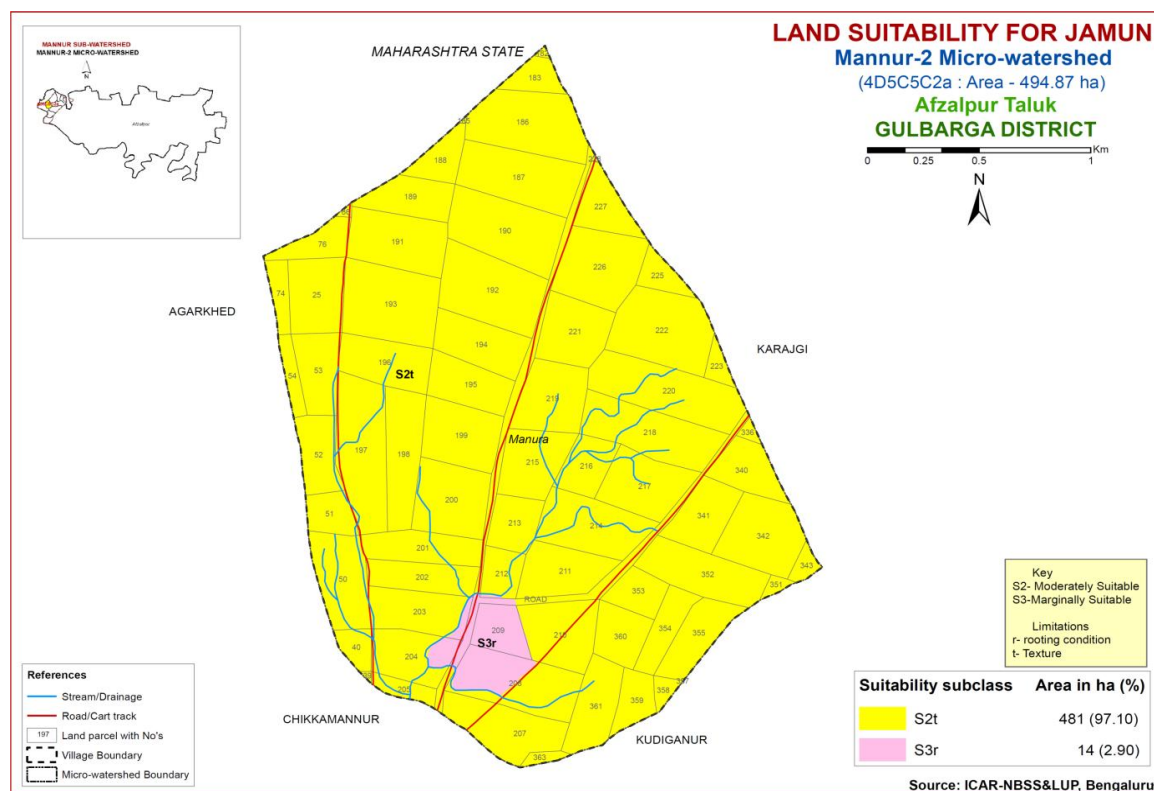 LAND SUITABILITY FOR JAMUN
Mannur-2 Micro-watershed
(4D5C5C2a : Area - 494.87 ha)
Afzalpur Taluk
GULBARGA DISTRICT
0 0.25 0.5 1 Km
N
MANNUR SUB-WATERSHED
MANNUR-2 MICRO-WATERSHED
N
Afzalpur
MAHARASHTRA STATE
AGARKHED
KARAJGI
CHIKKAMANNUR
KUDIGANUR
183
186
188
187
189
227
76
191
190
226
225
74
25
192
193
221
222
194
223
196
S2t
53
54
195
220
219
218
336
199
Manura
52
197
198
215
216
340
217
200
51
213
341
214
342
201
343
50
202
212
211
352
351
353
ROAD
203
209
210
354
355
360
S3r
40
204
208
205
358
357
361
359
207
363
Key
S2- Moderately Suitable
S3-Marginally Suitable
Limitations
r- rooting condition
t- Texture
References
Stream/Drainage
Road/Cart track
197 Land parcel with No's
Village Boundary
Micro-watershed Boundary
Suitability subclass Area in ha (%)
S2t 481 (97.10)
S3r 14 (2.90)
Source: ICAR-NBSS&LUP, Bengaluru